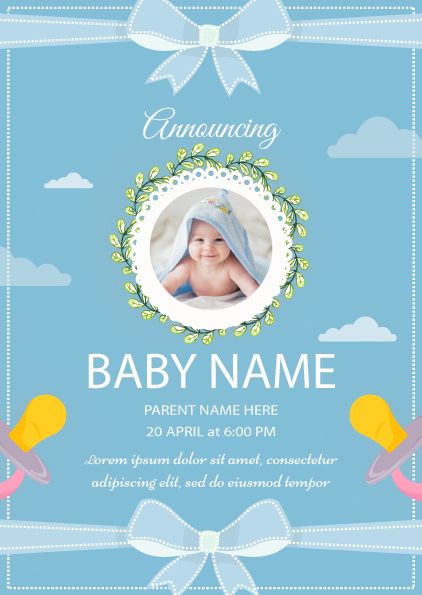 Announcing
BABY NAME
PARENT NAME HERE
20 APRIL at 6:00 PM
Lorem ipsum dolor sit amet, consectetur
adipiscing elit, sed do eiusmod tempor